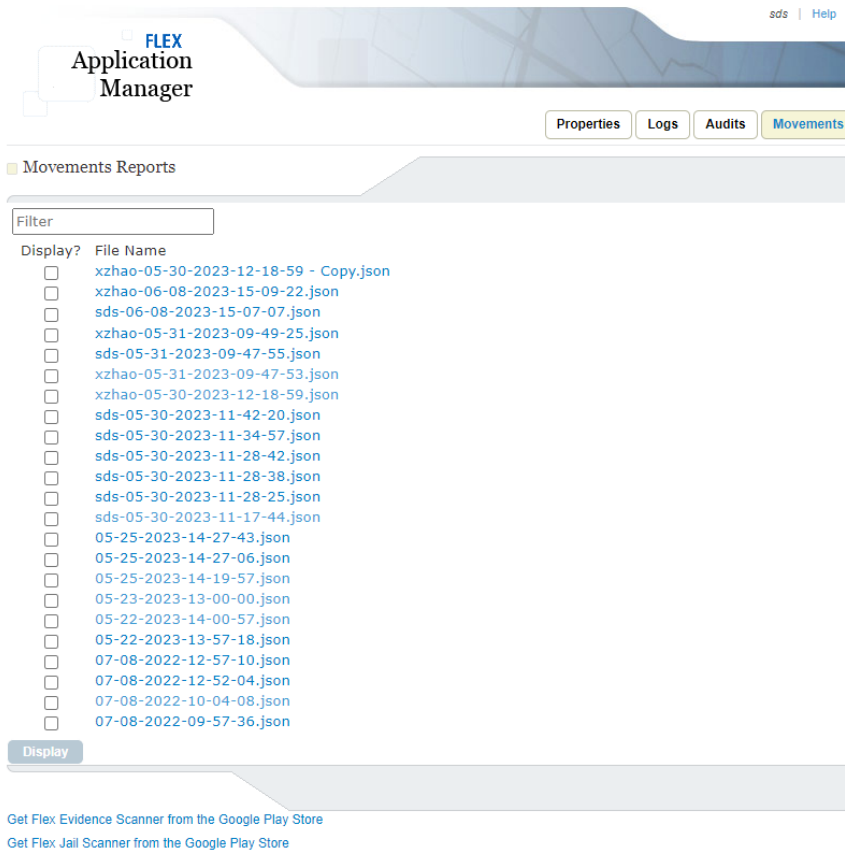 sds | Help
FLEX
Application
Manager
Properties Logs Audits Movements
Movements Reports
Filter
Display? File Name
xzhao-05-30-2023-12-18-59 - Copy.json
xzhao-06-08-2023-15-09-22.json
sds-06-08-2023-15-07-07.json
xzhao-05-31-2023-09-49-25.json
sds-05-31-2023-09-47-55.json
xzhao-05-31-2023-09-47-53.json
xzhao-05-30-2023-12-18-59.json
sds-05-30-2023-11-42-20.json
sds-05-30-2023-11-34-57.json
sds-05-30-2023-11-28-42.json
sds-05-30-2023-11-28-38.json
sds-05-30-2023-11-28-25.json
sds-05-30-2023-11-17-44.json
05-25-2023-14-27-43.json
05-25-2023-14-27-06.json
05-25-2023-14-19-57.json
05-23-2023-13-00-00.json
05-22-2023-14-00-57.json
05-22-2023-13-57-18.json
07-08-2022-12-57-10.json
07-08-2022-12-52-04.json
07-08-2022-10-04-08.json
07-08-2022-09-57-36.json
Display
Get Flex Evidence Scanner from the Google Play Store
Get Flex Jail Scanner from the Google Play Store